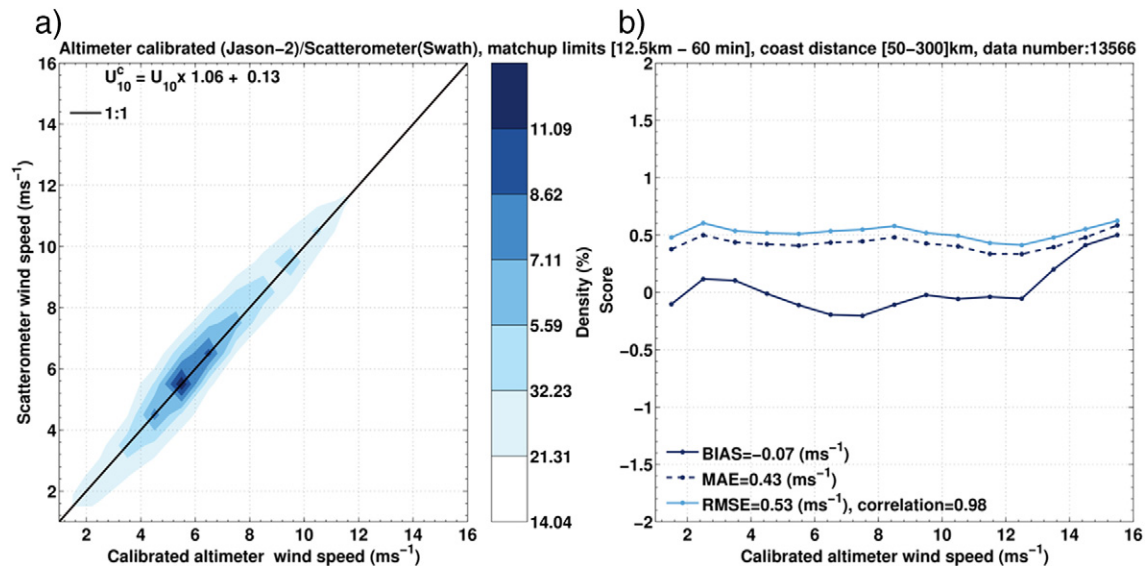 a)
b)
Altimeter calibrated (Jason−2)/Scatterometer(Swath), matchup limits [12.5km − 60 min], coast distance [50−300]km, data number:13566
16
14
12
10
8
6
4
2
Scatterometer wind speed (ms⁻¹)
U₁₀ᶜ = U₁₀x 1.06 + 0.13
1:1
2 4 6 8 10 12 14 16
Calibrated altimeter wind speed (ms⁻¹)
11.09
8.62
7.11
5.59
32.23
21.31
14.04
Density (%)
Score
2
1.5
1
0.5
0
−0.5
−1
−1.5
−2
BIAS=−0.07 (ms⁻¹)
MAE=0.43 (ms⁻¹)
RMSE=0.53 (ms⁻¹), correlation=0.98
2 4 6 8 10 12 14 16
Calibrated altimeter wind speed (ms⁻¹)